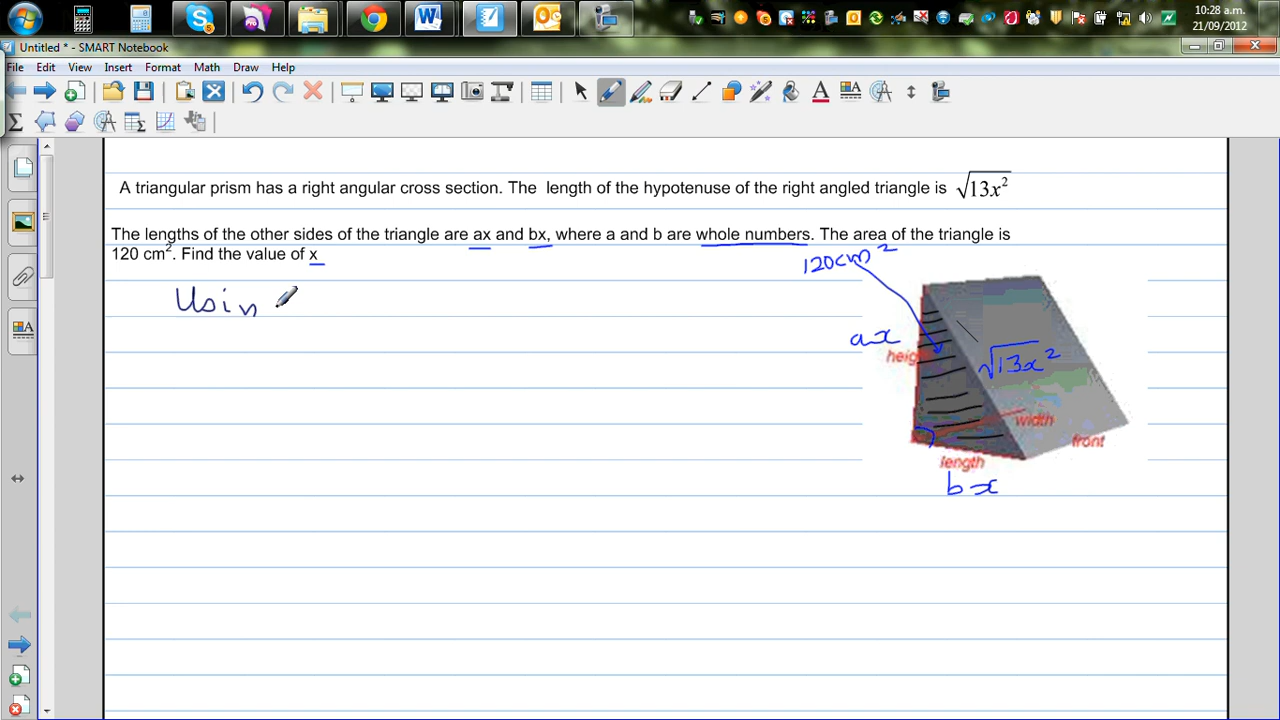 10:28 a.m.
21/09/2012
Untitled * - SMART Notebook
File Edit View Insert Format Math Draw Help
A triangular prism has a right angular cross section. The length of the hypotenuse of the right angled triangle is √13x²
The lengths of the other sides of the triangle are ax and bx, where a and b are whole numbers. The area of the triangle is
120 cm². Find the value of x
120cm²
Usin
ax
heig
√13x²
width
front
length
bx